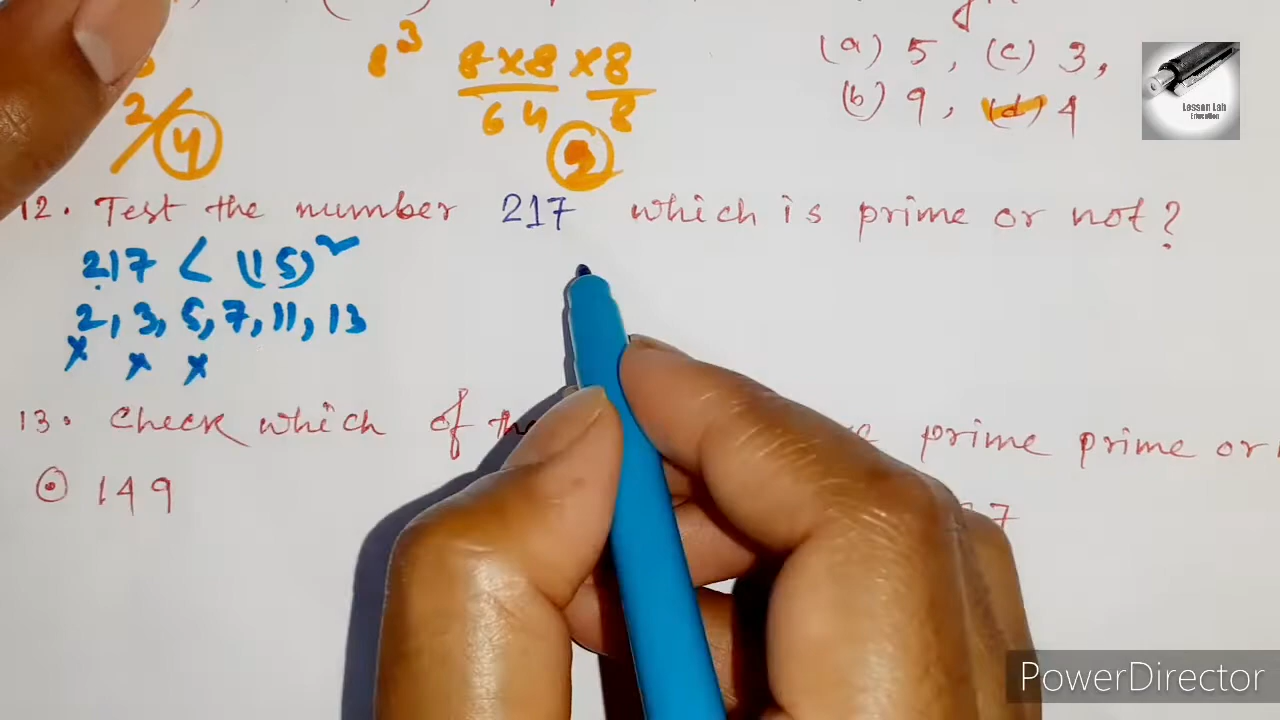 8³ 8×8 ×8 (a) 5, (c) 3,
2/4 64 8 (b) 9, (d) 4
Lesson Lab
Education
12. Test the number 217 which is prime or not?
217 < (15)²
2, 3, 5, 7, 11, 13
x x x
13. Check which of prime prime or
149 7
PowerDirector